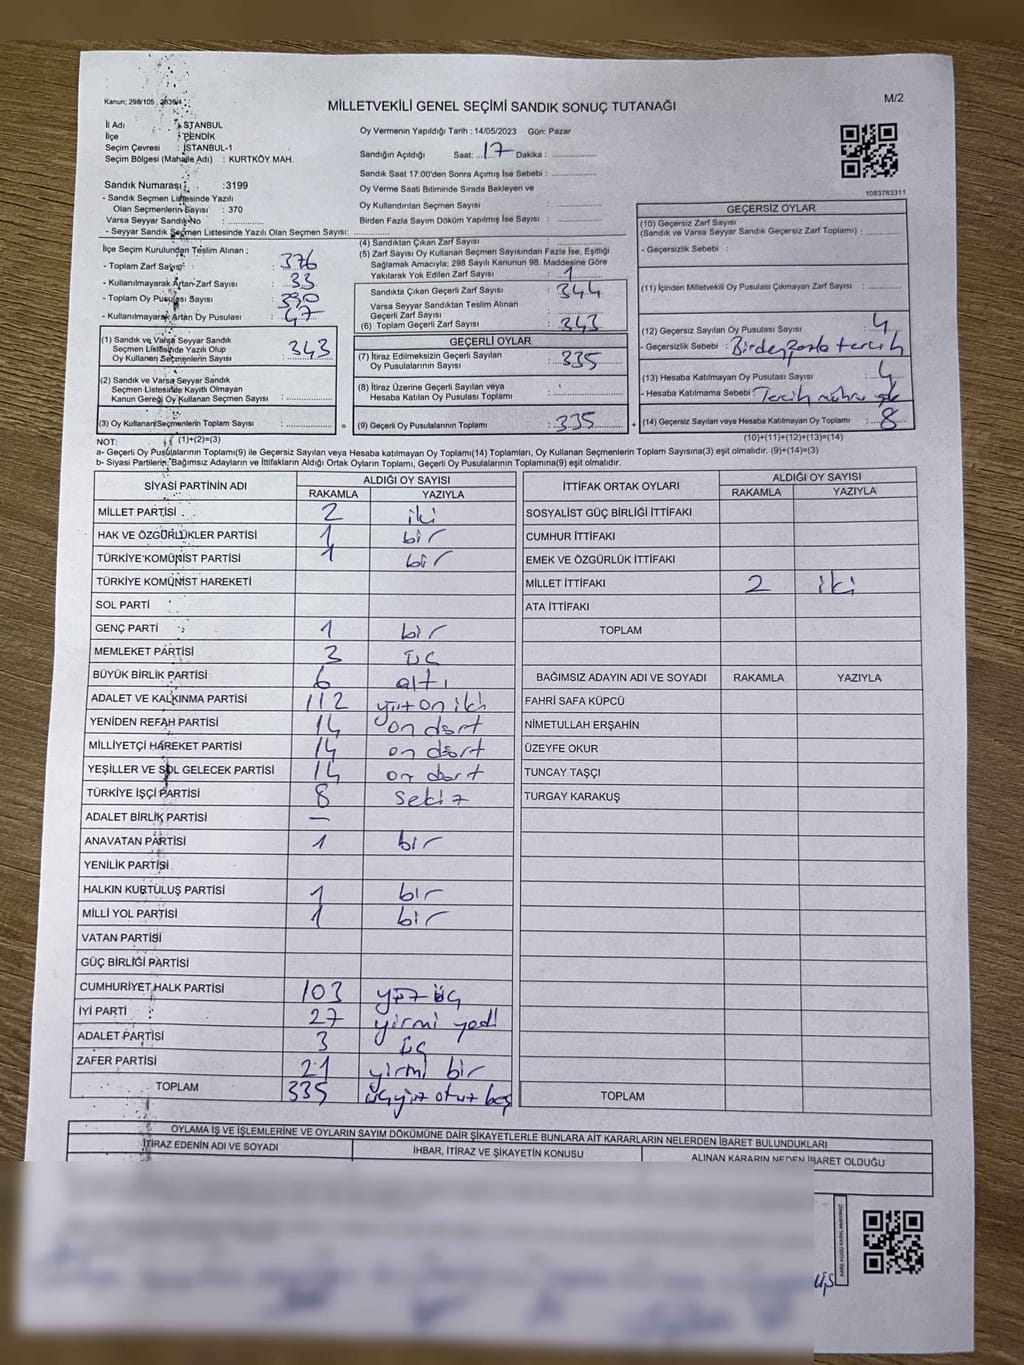 Kanun: 298/105 , 2839/4
MİLLETVEKİLİ GENEL SEÇİMİ SANDIK SONUÇ TUTANAĞI
M/2
İl Adı : İSTANBUL
İlçe : PENDİK
Seçim Çevresi : İSTANBUL-1
Seçim Bölgesi (Mahalle Adı) : KURTKÖY MAH.
Sandık Numarası :3199
- Sandık Seçmen Listesinde Yazılı
Olan Seçmenlerin Sayısı : 370
Varsa Seyyar Sandık No :
- Seyyar Sandık Seçmen Listesinde Yazılı Olan Seçmen Sayısı:
Oy Vermenin Yapıldığı Tarih : 14/05/2023 Gün: Pazar
Sandığın Açıldığı Saat: 17 Dakika :
Sandık Saat 17:00'den Sonra Açmış İse Sebebi :
Oy Verme Saati Bitiminde Sırada Bekleyen ve
Oy Kullandırılan Seçmen Sayısı :
Birden Fazla Sayım Döküm Yapılmış İse Sayısı :
1083783311
İlçe Seçim Kurulundan Teslim Alınan ;
- Toplam Zarf Sayısı : 376
- Kullanılmayarak Artan Zarf Sayısı : 33
- Toplam Oy Pusulası Sayısı : 390
- Kullanılmayarak Artan Oy Pusulası : 47
(1) Sandık ve Varsa Seyyar Sandık
Seçmen Listesinde Yazılı Olup
Oy Kullanan Seçmenlerin Sayısı : 343
(2) Sandık ve Varsa Seyyar Sandık
Seçmen Listesinde Kayıtlı Olmayan
Kanun Gereği Oy Kullanan Seçmen Sayısı :
(3) Oy Kullanan Seçmenlerin Toplam Sayısı :
(1)+(2)=(3)
(4) Sandıktan Çıkan Zarf Sayısı :
(5) Zarf Sayısı Oy Kullanan Seçmen Sayısından Fazla İse, Eşitliği
Sağlamak Amacıyla; 298 Sayılı Kanunun 98. Maddesine Göre
Yakılarak Yok Edilen Zarf Sayısı : 1
Sandıkta Çıkan Geçerli Zarf Sayısı : 344
Varsa Seyyar Sandıktan Teslim Alınan
Geçerli Zarf Sayısı :
(6) Toplam Geçerli Zarf Sayısı : 343
GEÇERLİ OYLAR
(7) İtiraz Edilmeksizin Geçerli Sayılan
Oy Pusulalarının Sayısı : 335
(8) İtiraz Üzerine Geçerli Sayılan veya
Hesaba Katılan Oy Pusulası Toplamı :
= (9) Geçerli Oy Pusulalarının Toplamı : 335 +
GEÇERSİZ OYLAR
(10) Geçersiz Zarf Sayısı
(Sandık ve Varsa Seyyar Sandık Geçersiz Zarf Toplamı) :
- Geçersizlik Sebebi :
(11) İçinden Milletvekili Oy Pusulası Çıkmayan Zarf Sayısı :
(12) Geçersiz Sayılan Oy Pusulası Sayısı : 4
- Geçersizlik Sebebi : Birden fazla tercih
(13) Hesaba Katılmayan Oy Pusulası Sayısı : 4
- Hesaba Katılmama Sebebi : Tercih mührü yok
(14) Geçersiz Sayılan veya Hesaba Katılmayan Oy Toplamı : 8
(10)+(11)+(12)+(13)=(14)
NOT:
a- Geçerli Oy Pusulalarının Toplamı(9) ile Geçersiz Sayılan veya Hesaba katılmayan Oy Toplamı(14) Toplamları, Oy Kullanan Seçmenlerin Toplam Sayısına(3) eşit olmalıdır. (9)+(14)=(3)
b- Siyasi Partilerin, Bağımsız Adayların ve İttifakların Aldığı Ortak Oyların Toplamı, Geçerli Oy Pusulalarının Toplamına(9) eşit olmalıdır.
SİYASİ PARTİNİN ADI ALDIĞI OY SAYISI
RAKAMLA YAZIYLA
MİLLET PARTİSİ 2 iki
HAK VE ÖZGÜRLÜKLER PARTİSİ 1 bir
TÜRKİYE KOMÜNİST PARTİSİ 1 bir
TÜRKİYE KOMÜNİST HAREKETİ
SOL PARTİ
GENÇ PARTİ 1 bir
MEMLEKET PARTİSİ 3 üç
BÜYÜK BİRLİK PARTİSİ 6 altı
ADALET VE KALKINMA PARTİSİ 112 yüz on iki
YENİDEN REFAH PARTİSİ 14 on dört
MİLLİYETÇİ HAREKET PARTİSİ 14 on dört
YEŞİLLER VE SOL GELECEK PARTİSİ 14 on dört
TÜRKİYE İŞÇİ PARTİSİ 8 sekiz
ADALET BİRLİK PARTİSİ –
ANAVATAN PARTİSİ 1 bir
YENİLİK PARTİSİ
HALKIN KURTULUŞ PARTİSİ 1 bir
MİLLİ YOL PARTİSİ 1 bir
VATAN PARTİSİ
GÜÇ BİRLİĞİ PARTİSİ
CUMHURİYET HALK PARTİSİ 103 yüz üç
İYİ PARTİ 27 yirmi yedi
ADALET PARTİSİ 3 üç
ZAFER PARTİSİ 21 yirmi bir
TOPLAM 335 üçyüz otuz beş
İTTİFAK ORTAK OYLARI ALDIĞI OY SAYISI
RAKAMLA YAZIYLA
SOSYALİST GÜÇ BİRLİĞİ İTTİFAKI
CUMHUR İTTİFAKI
EMEK VE ÖZGÜRLÜK İTTİFAKI
MİLLET İTTİFAKI 2 iki
ATA İTTİFAKI
TOPLAM
BAĞIMSIZ ADAYIN ADI VE SOYADI RAKAMLA YAZIYLA
FAHRİ SAFA KÜPCÜ
NİMETULLAH ERŞAHİN
ÜZEYFE OKUR
TUNCAY TAŞÇI
TURGAY KARAKUŞ
TOPLAM
OYLAMA İŞ VE İŞLEMLERİNE VE OYLARIN SAYIM DÖKÜMÜNE DAİR ŞİKAYETLERLE BUNLARA AİT KARARLARIN NELERDEN İBARET BULUNDUKLARI
İTİRAZ EDENİN ADI VE SOYADI İHBAR, İTİRAZ VE ŞİKAYETİN KONUSU ALINAN KARARIN NEDEN İBARET OLDUĞU